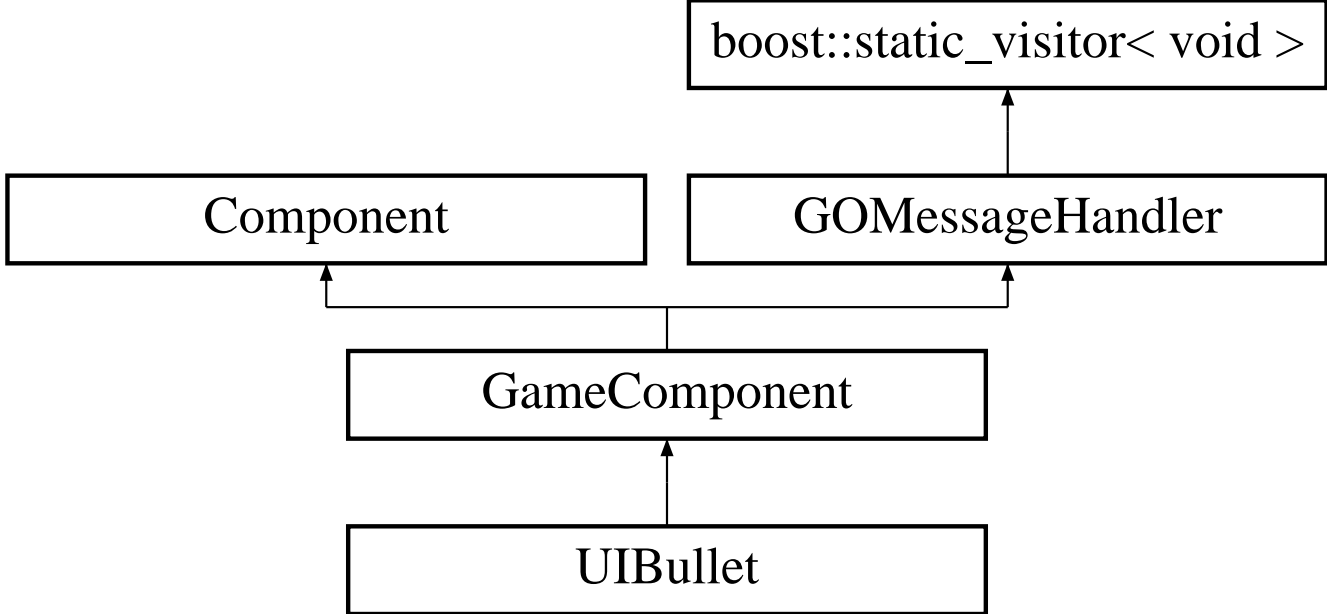 boost::static_visitor< void >
Component
GOMessageHandler
GameComponent
UIBullet